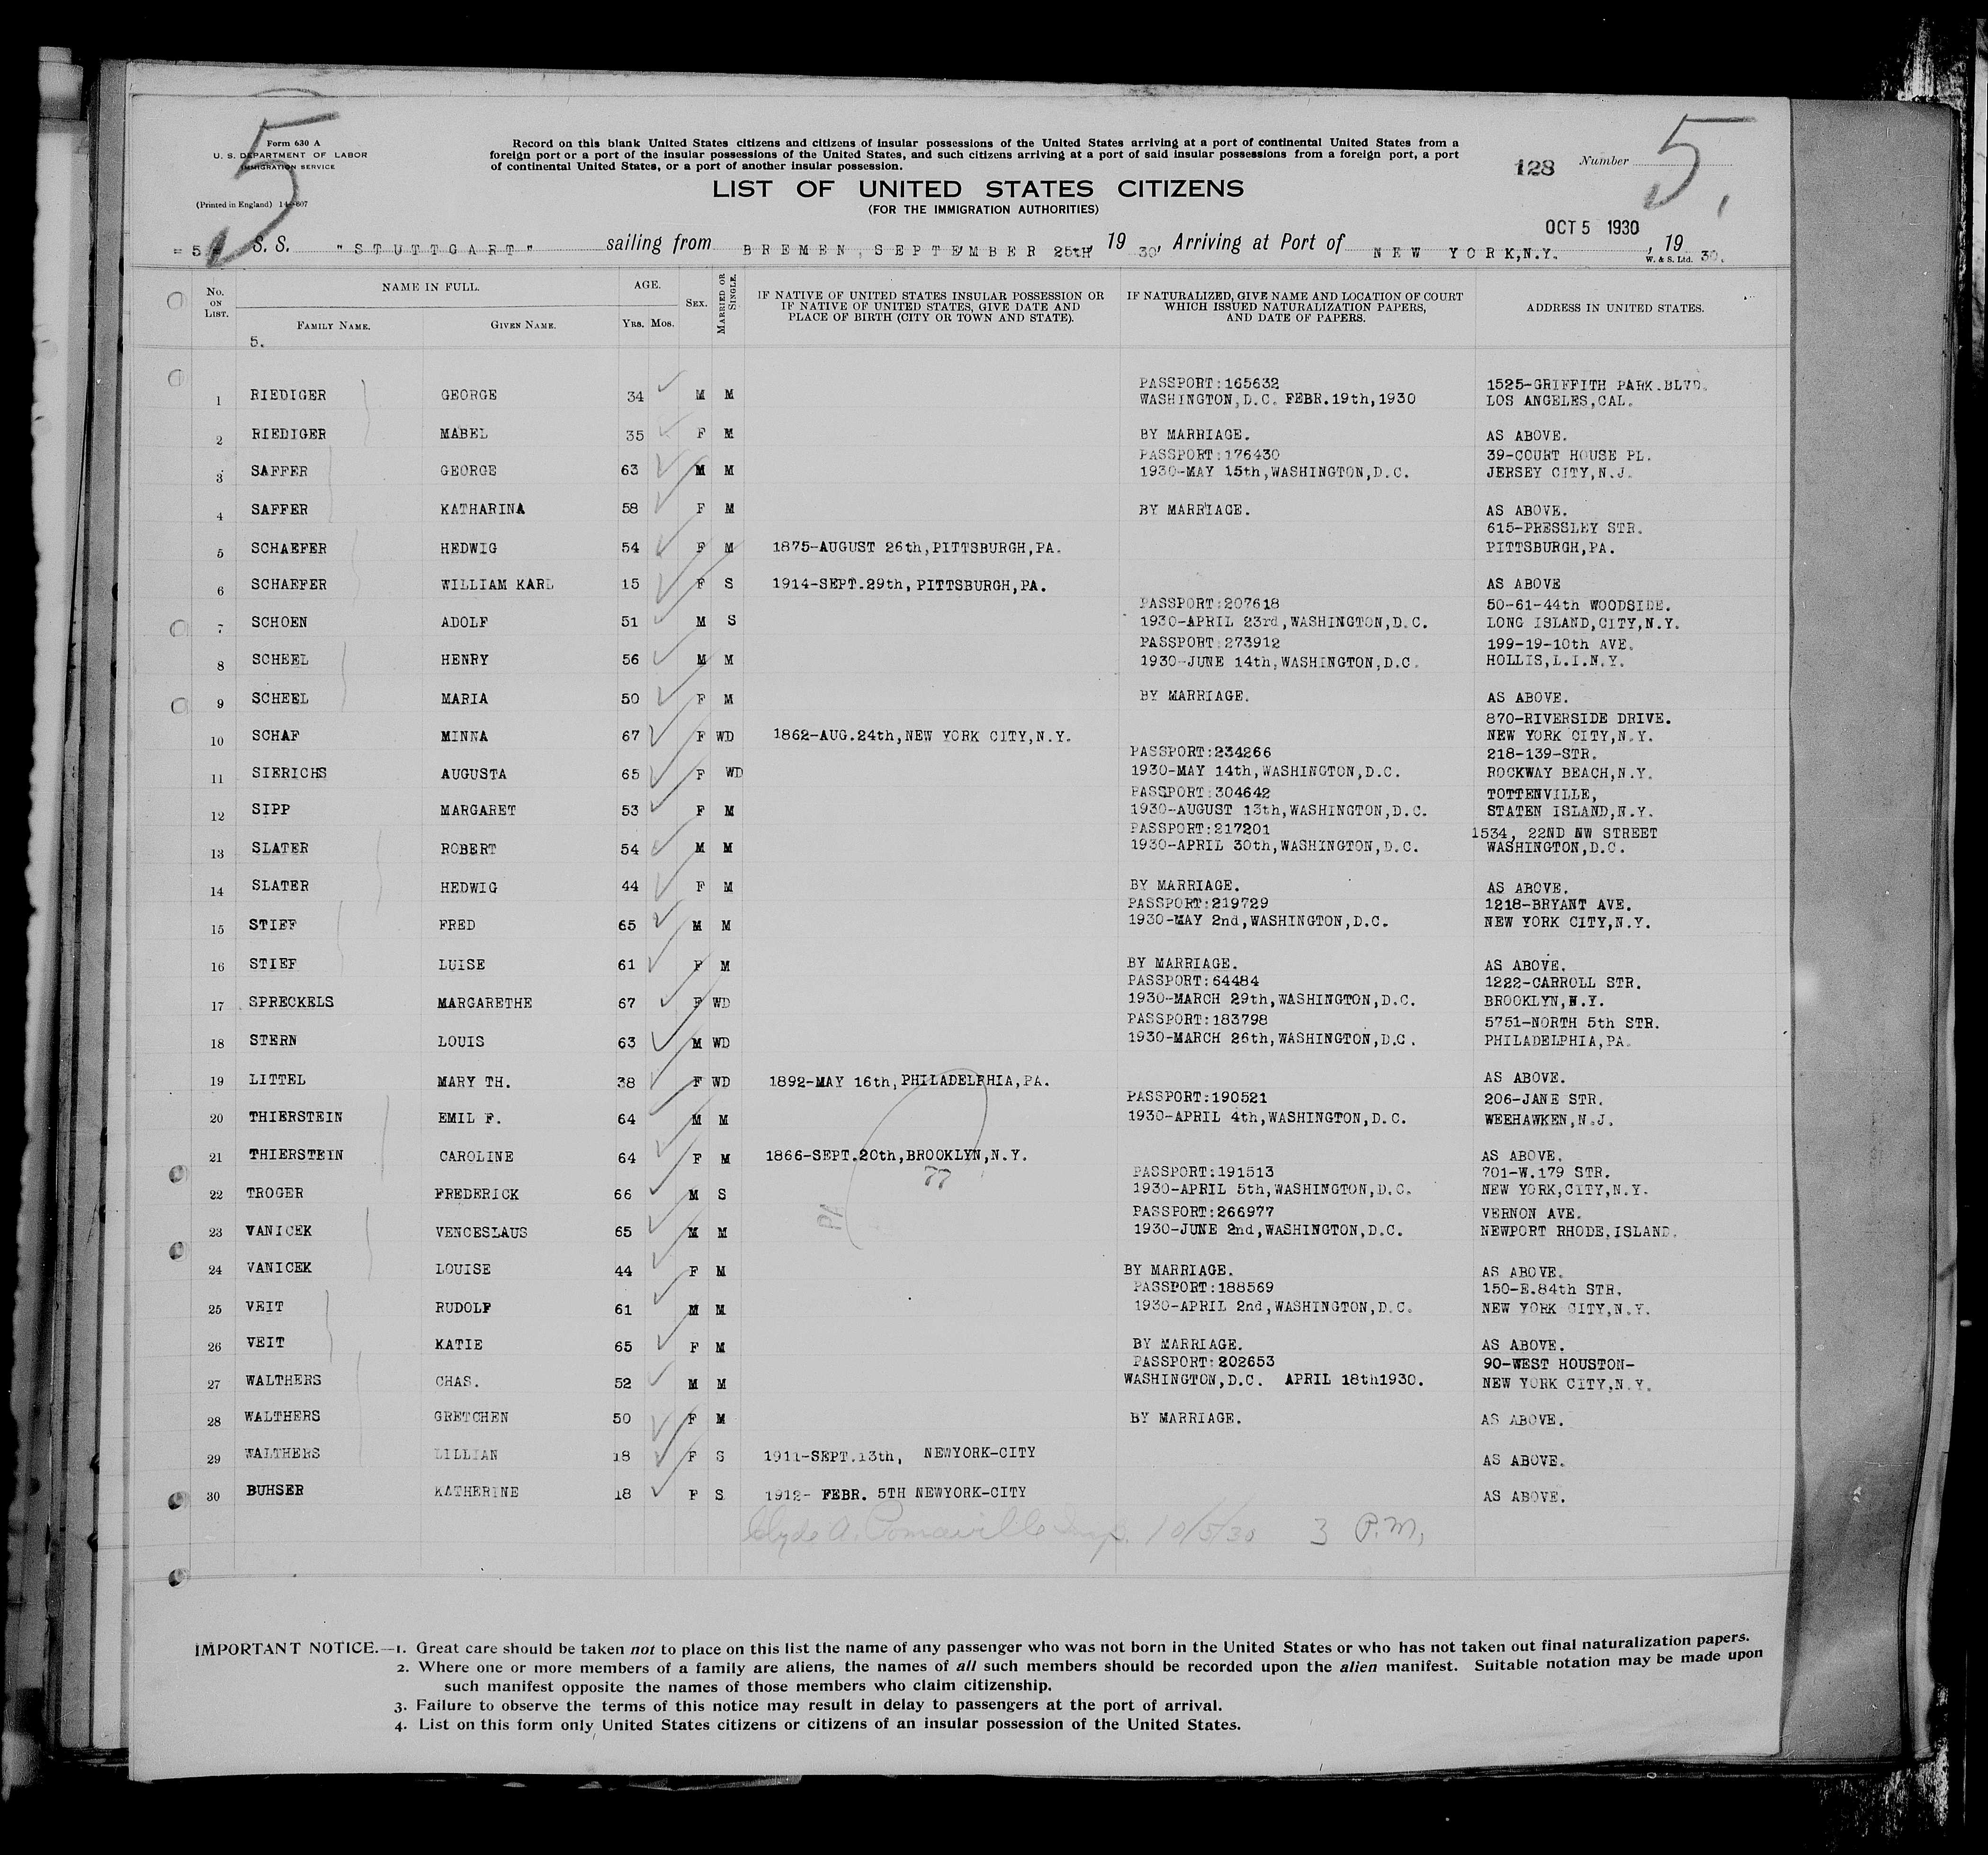 5
Form 630 A
U. S. DEPARTMENT OF LABOR
IMMIGRATION SERVICE
(Printed in England) 14-607
Record on this blank United States citizens and citizens of insular possessions of the United States arriving at a port of continental United States from a
foreign port or a port of the insular possessions of the United States, and such citizens arriving at a port of said insular possessions from a foreign port, a port
of continental United States, or a port of another insular possession.
128 Number 5.
LIST OF UNITED STATES CITIZENS
(FOR THE IMMIGRATION AUTHORITIES)
OCT 5 1930
= 5 S. S. "STUTTGART" sailing from BREMEN, SEPTEMBER 25th, 19 30, Arriving at Port of NEW YORK,N.Y. , 19 30.
W. & S. Ltd.
No. ON LIST. NAME IN FULL. AGE. SEX. MARRIED OR SINGLE. IF NATIVE OF UNITED STATES INSULAR POSSESSION OR IF NATIVE OF UNITED STATES, GIVE DATE AND PLACE OF BIRTH (CITY OR TOWN AND STATE). IF NATURALIZED, GIVE NAME AND LOCATION OF COURT WHICH ISSUED NATURALIZATION PAPERS, AND DATE OF PAPERS. ADDRESS IN UNITED STATES.
FAMILY NAME. GIVEN NAME. YRS. MOS.
5.
PASSPORT:165632 1525-GRIFFITH PARK.BLVD.
1 RIEDIGER GEORGE 34 M M WASHINGTON,D.C. FEBR.19th,1930 LOS ANGELES,CAL.
2 RIEDIGER MABEL 35 F M BY MARRIAGE. AS ABOVE.
PASSPORT:176430 39-COURT HOUSE PL.
3 SAFFER GEORGE 63 M M 1930-MAY 15th,WASHINGTON,D.C. JERSEY CITY,N.J.
4 SAFFER KATHARINA 58 F M BY MARRIAGE. AS ABOVE.
615-PRESSLEY STR.
5 SCHAEFER HEDWIG 54 F M 1875-AUGUST 26th,PITTSBURGH,PA. PITTSBURGH,PA.
6 SCHAEFER WILLIAM KARL 15 F S 1914-SEPT.29th, PITTSBURGH,PA. AS ABOVE
PASSPORT:207618 50-61-44th WOODSIDE.
7 SCHOEN ADOLF 51 M S 1930-APRIL 23rd,WASHINGTON,D.C. LONG ISLAND,CITY,N.Y.
PASSPORT:273912 199-19-10th AVE.
8 SCHEEL HENRY 56 M M 1930-JUNE 14th,WASHINGTON,D.C. HOLLIS,L.I.N.Y.
9 SCHEEL MARIA 50 F M BY MARRIAGE. AS ABOVE.
870-RIVERSIDE DRIVE.
10 SCHAF MINNA 67 F WD 1862-AUG.24th,NEW YORK CITY,N.Y. NEW YORK CITY,N.Y.
PASSPORT:234266 218-139-STR.
11 SIERICHS AUGUSTA 65 F WD 1930-MAY 14th,WASHINGTON,D.C. ROCKWAY BEACH,N.Y.
PASSPORT:304642 TOTTENVILLE,
12 SIPP MARGARET 53 F M 1930-AUGUST 13th,WASHINGTON,D.C. STATEN ISLAND,N.Y.
PASSPORT:217201 1534, 22ND NW STREET
13 SLATER ROBERT 54 M M 1930-APRIL 30th,WASHINGTON,D.C. WASHINGTON,D.C.
14 SLATER HEDWIG 44 F M BY MARRIAGE. AS ABOVE.
PASSPORT:219729 1218-BRYANT AVE.
15 STIEF FRED 65 M M 1930-MAY 2nd,WASHINGTON,D.C. NEW YORK CITY,N.Y.
16 STIEF LUISE 61 F M BY MARRIAGE. AS ABOVE.
PASSPORT:64484 1222-CARROLL STR.
17 SPRECKELS MARGARETHE 67 F WD 1930-MARCH 29th,WASHINGTON,D.C. BROOKLYN,N.Y.
PASSPORT:183798 5751-NORTH 5th STR.
18 STERN LOUIS 63 M WD 1930-MARCH 26th,WASHINGTON,D.C. PHILADELPHIA,PA.
19 LITTEL MARY TH. 38 F WD 1892-MAY 16th,PHILADELPHIA,PA. AS ABOVE.
PASSPORT:190521 206-JANE STR.
20 THIERSTEIN EMIL F. 64 M M 1930-APRIL 4th,WASHINGTON,D.C. WEEHAWKEN,N.J.
21 THIERSTEIN CAROLINE 64 F M 1866-SEPT.20th,BROOKLYN,N.Y. AS ABOVE.
77 PASSPORT:191513 701-W.179 STR.
22 TROGER FREDERICK 66 M S 1930-APRIL 5th,WASHINGTON,D.C. NEW YORK,CITY,N.Y.
PASSPORT:266977 VERNON AVE.
23 VANICEK VENCESLAUS 65 M M 1930-JUNE 2nd,WASHINGTON,D.C. NEWPORT RHODE.ISLAND.
24 VANICEK LOUISE 44 F M BY MARRIAGE. AS ABOVE.
PASSPORT:188569 150-E.84th STR.
25 VEIT RUDOLF 61 M M 1930-APRIL 2nd,WASHINGTON,D.C. NEW YORK CITY,N.Y.
26 VEIT KATIE 65 F M BY MARRIAGE. AS ABOVE.
PASSPORT:202653 90-WEST HOUSTON-
27 WALTHERS CHAS. 52 M M WASHINGTON,D.C. APRIL 18th1930. NEW YORK CITY,N.Y.
28 WALTHERS GRETCHEN 50 F M BY MARRIAGE. AS ABOVE.
29 WALTHERS LILLIAN 18 F S 1911-SEPT.13th, NEWYORK-CITY AS ABOVE.
30 BUHSER KATHERINE 18 F S 1912- FEBR. 5TH NEWYORK-CITY AS ABOVE.
Clyde A. Pomaville Insp. 10/5/30 3 P.M.
IMPORTANT NOTICE.—1. Great care should be taken not to place on this list the name of any passenger who was not born in the United States or who has not taken out final naturalization papers.
2. Where one or more members of a family are aliens, the names of all such members should be recorded upon the alien manifest. Suitable notation may be made upon
such manifest opposite the names of those members who claim citizenship.
3. Failure to observe the terms of this notice may result in delay to passengers at the port of arrival.
4. List on this form only United States citizens or citizens of an insular possession of the United States.